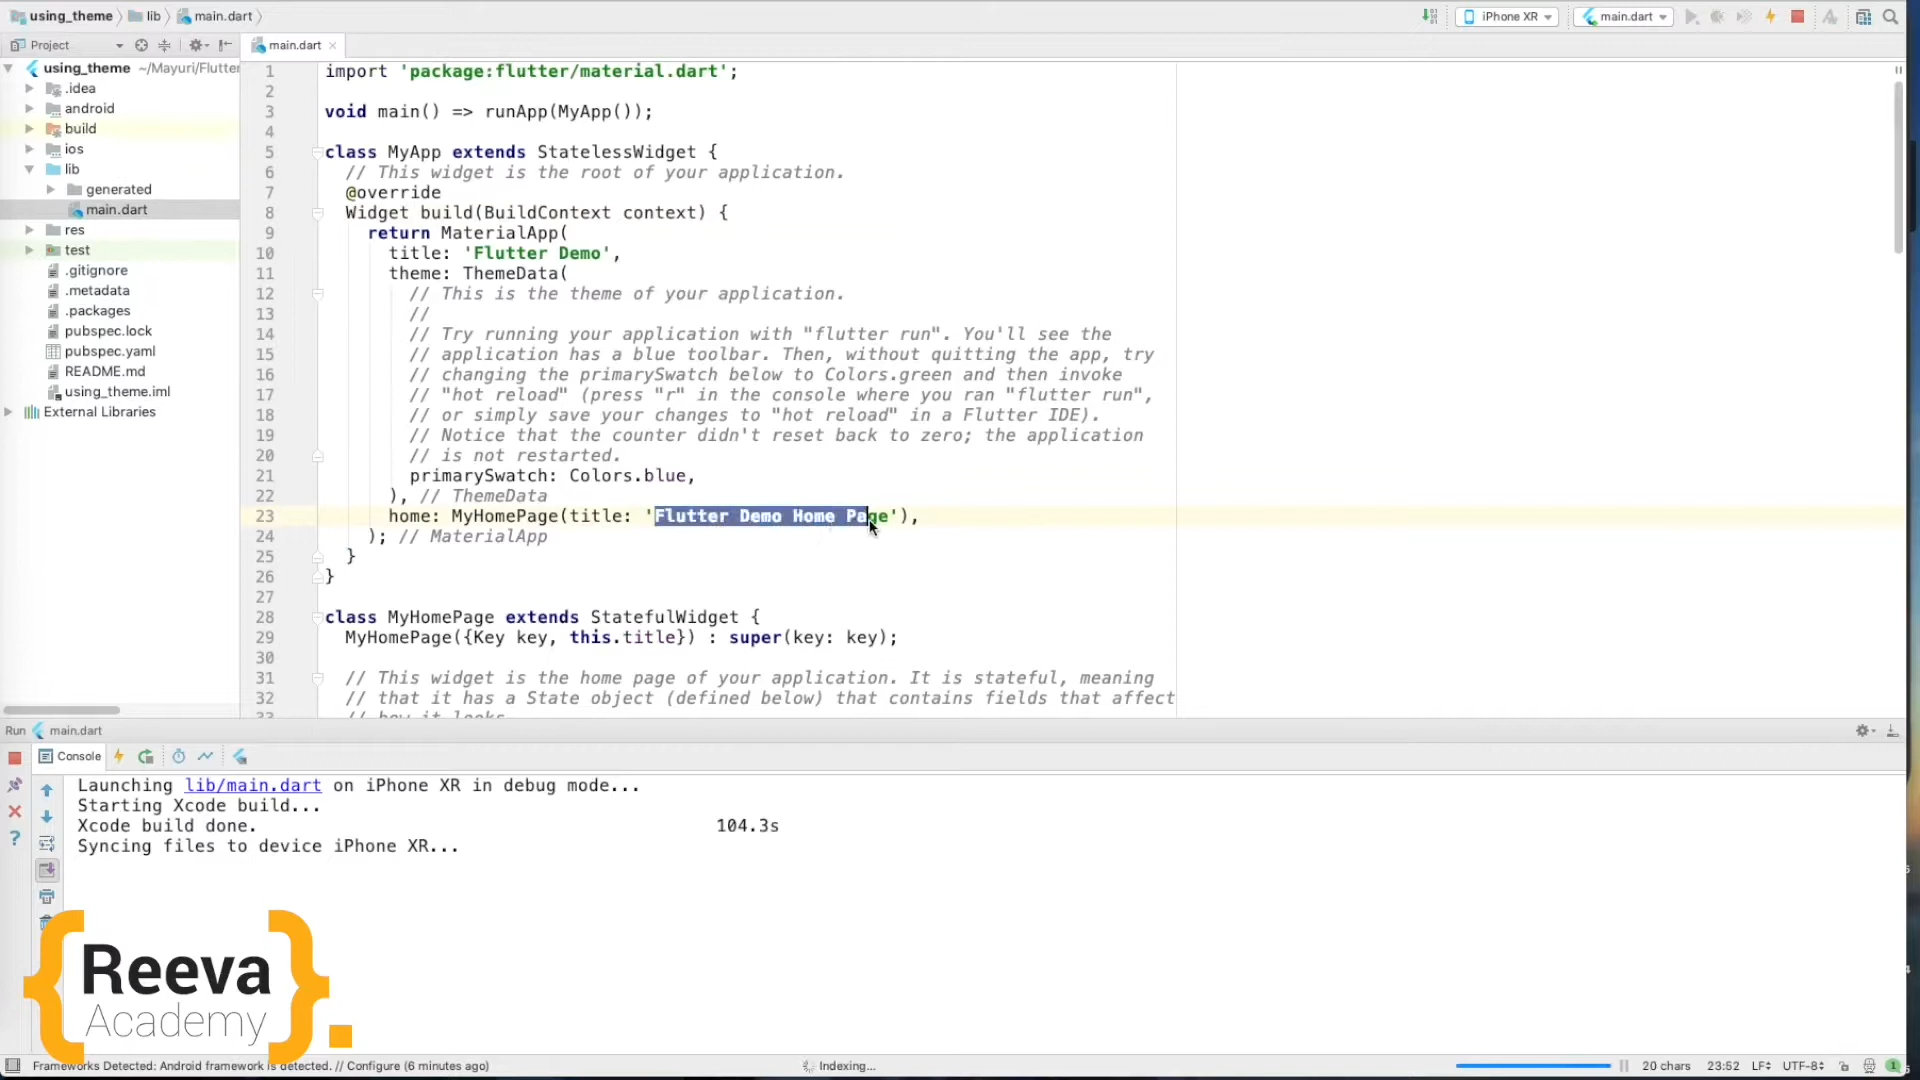 using_theme lib main.dart iPhone XR main.dart
Project main.dart
using_theme ~/Mayuri/Flutter
.idea
android
build
ios
lib
generated
main.dart
res
test
.gitignore
.metadata
.packages
pubspec.lock
pubspec.yaml
README.md
using_theme.iml
External Libraries
1 import 'package:flutter/material.dart';
2
3 void main() => runApp(MyApp());
4
5 class MyApp extends StatelessWidget {
6 // This widget is the root of your application.
7 @override
8 Widget build(BuildContext context) {
9 return MaterialApp(
10 title: 'Flutter Demo',
11 theme: ThemeData(
12 // This is the theme of your application.
13 //
14 // Try running your application with "flutter run". You'll see the
15 // application has a blue toolbar. Then, without quitting the app, try
16 // changing the primarySwatch below to Colors.green and then invoke
17 // "hot reload" (press "r" in the console where you ran "flutter run",
18 // or simply save your changes to "hot reload" in a Flutter IDE).
19 // Notice that the counter didn't reset back to zero; the application
20 // is not restarted.
21 primarySwatch: Colors.blue,
22 ), // ThemeData
23 home: MyHomePage(title: 'Flutter Demo Home Page'),
24 ); // MaterialApp
25 }
26 }
27
28 class MyHomePage extends StatefulWidget {
29 MyHomePage({Key key, this.title}) : super(key: key);
30
31 // This widget is the home page of your application. It is stateful, meaning
32 // that it has a State object (defined below) that contains fields that affect
33 // how it looks.
Run main.dart
Console
Launching lib/main.dart on iPhone XR in debug mode...
Starting Xcode build...
Xcode build done. 104.3s
Syncing files to device iPhone XR...
Reeva
Academy
Frameworks Detected: Android framework is detected. // Configure (6 minutes ago) Indexing... 20 chars 23:52 LF UTF-8 1